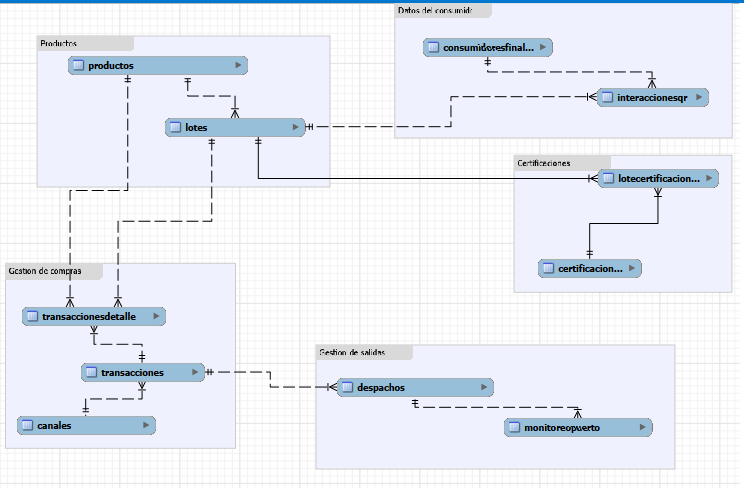 Datos del consumidc
Productos
consumidoresfinal...
productos
interaccionesqr
lotes
Certificaciones
lotecertificacion...
certificacion...
Gestion de compras
transaccionesdetalle
Gestion de salidas
transacciones
despachos
canales
monitoreopuerto